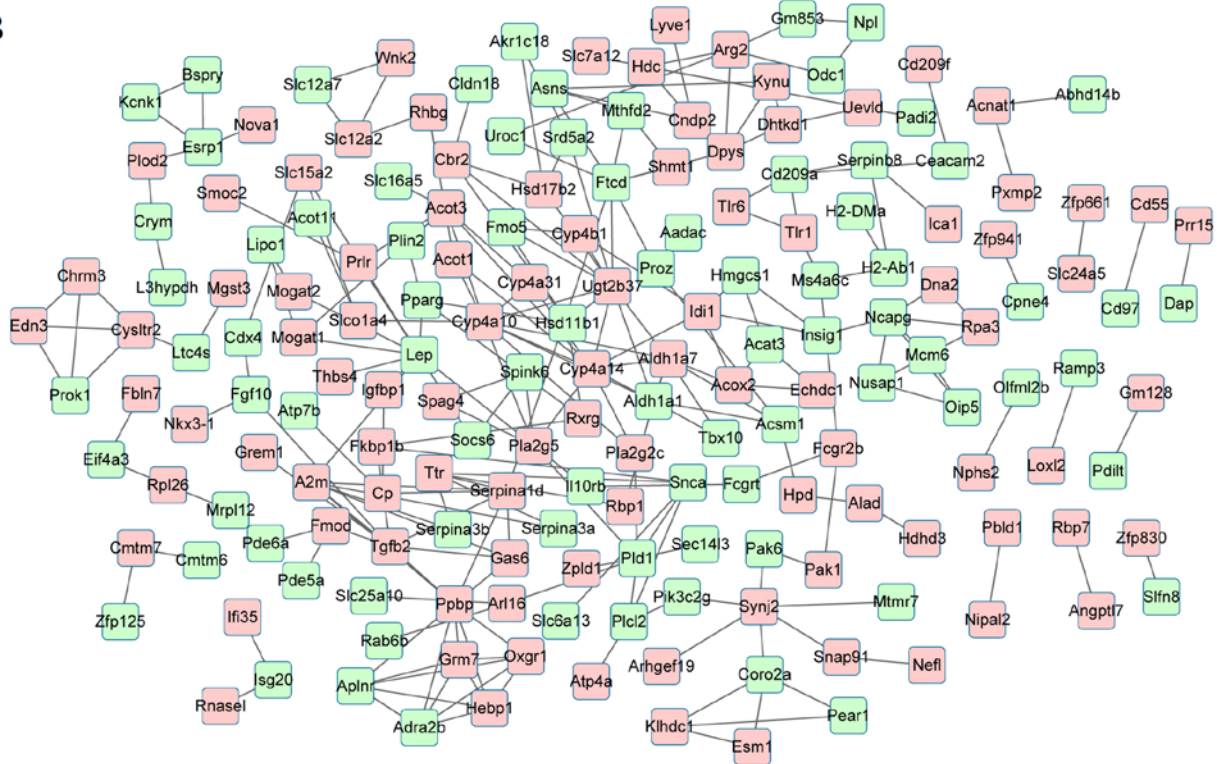 Gm853
Npl
Lyve1
Akr1c18
Slc7a12
Arg2
Wnk2
Hdc
Cd209f
Bspry
Slc12a7
Cldn18
Asns
Kynu
Odc1
Kcnk1
Acnat1
Abhd14b
Rhbg
Mthfd2
Cndp2
Uevld
Padi2
Nova1
Slc12a2
Uroc1
Srd5a2
Dhtkd1
Esrp1
Plod2
Cbr2
Dpys
Slc15a2
Slc16a5
Hsd17b2
Ftcd
Shmt1
Cd209a
Serpinb8
Ceacam2
Smoc2
Pxmp2
Zfp661
Cd55
Crym
Acot11
Acot3
Fmo5
Cyp4b1
Aadac
Tlr6
Tlr1
H2-DMa
Ica1
Prr15
Lipo1
Plin2
Zfp941
Prlr
Acot1
Proz
Chrm3
L3hypdh
Mgst3
Mogat2
Cyp4a31
Ugt2b37
Hmgcs1
Ms4a6c
H2-Ab1
Slc24a5
Dna2
Pparg
Cpne4
Cd97
Dap
Edn3
Cysltr2
Slco1a4
Cyp4a10
Hsd11b1
Idi1
Ncapg
Rpa3
Cdx4
Mogat1
Insig1
Ltc4s
Lep
Acat3
Mcm6
Prok1
Thbs4
Spink6
Cyp4a14
Aldh1a7
Acox2
Echdc1
Nusap1
Ramp3
Fbln7
Fgf10
Igfbp1
Olfml2b
Gm128
Nkx3-1
Atp7b
Spag4
Rxrg
Aldh1a1
Oip5
Acsm1
Tbx10
Fkbp1b
Socs6
Pla2g5
Pla2g2c
Fcgr2b
Eif4a3
Grem1
Loxl2
Nphs2
Pdilt
Rpl26
A2m
Cp
Ttr
Serpina1d
Il10rb
Snca
Fcgrt
Hpd
Alad
Mrpl12
Rbp1
Pde6a
Fmod
Serpina3b
Serpina3a
Pbld1
Rbp7
Zfp830
Hdhd3
Cmtm7
Cmtm6
Tgfb2
Gas6
Sec14l3
Pak6
Zpld1
Pld1
Pak1
Pde5a
Slc25a10
Ppbp
Arl16
Pik3c2g
Synj2
Mtmr7
Slfn8
Zfp125
Ifi35
Slc6a13
Plcl2
Nipal2
Angptl7
Rab6b
Grm7
Oxgr1
Arhgef19
Snap91
Nefl
Isg20
Aplnr
Atp4a
Coro2a
Rnasel
Hebp1
Adra2b
Klhdc1
Pear1
Esm1